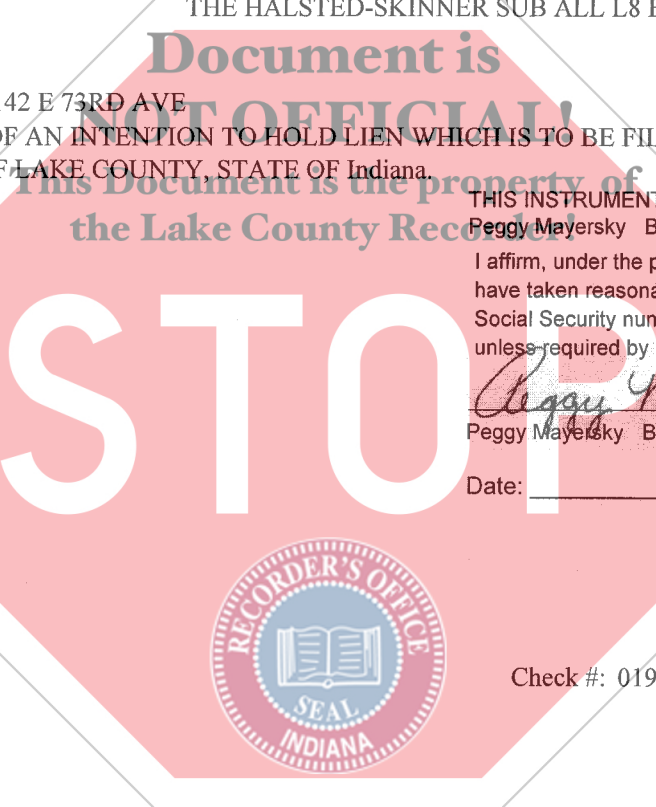 THE HALSTED-SKINNER SUB ALL L8
Document is
42 E 73RD AVE
NOT OFFICIAL!
OF AN INTENTION TO HOLD LIEN WHICH IS TO BE FIL
F LAKE COUNTY, STATE OF Indiana.
This Document is the property of
the Lake County Recorder!
THIS INSTRUMENT
Peggy Mayersky B
I affirm, under the p
have taken reasona
Social Security num
unless required by
STOP
Peggy
Peggy Mayersky B
Date:
RECORDER'S OFFICE
SEAL
INDIANA
Check #: 019